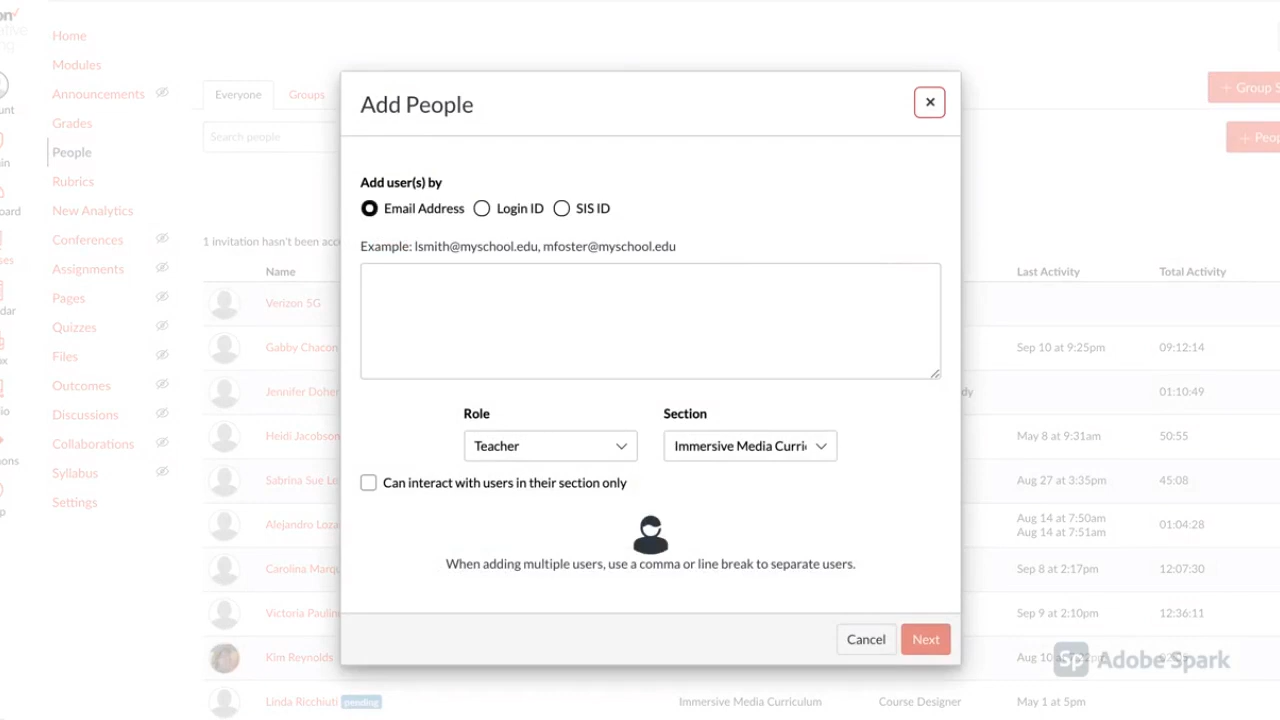 Home
Modules
Announcements
Grades
People
Rubrics
New Analytics
Conferences
Assignments
Pages
Quizzes
Files
Outcomes
Discussions
Collaborations
Syllabus
Settings
Everyone
Groups
Search people
+ Group S
+ Peop
1 invitation hasn't been acc
Name
Last Activity
Total Activity
Verizon 5G
Gabby Chacon
Sep 10 at 9:25pm
09:12:14
Jennifer Doher
dy
01:10:49
Heidi Jacobson
May 8 at 9:31am
50:55
Sabrina Sue Le
Aug 27 at 3:35pm
45:08
Alejandro Loza
Aug 14 at 7:50am
Aug 14 at 7:51am
01:04:28
Carolina Marqu
Sep 8 at 2:17pm
12:07:30
Victoria Paulin
Sep 9 at 2:10pm
12:36:11
Kim Reynolds
Aug 10
Linda Ricchiuti pending
Immersive Media Curriculum
Course Designer
May 1 at 5pm
Add People
Add user(s) by
Email Address
Login ID
SIS ID
Example: lsmith@myschool.edu, mfoster@myschool.edu
Role
Section
Teacher
Immersive Media Curri
Can interact with users in their section only
When adding multiple users, use a comma or line break to separate users.
Cancel
Next
Sp Adobe Spark